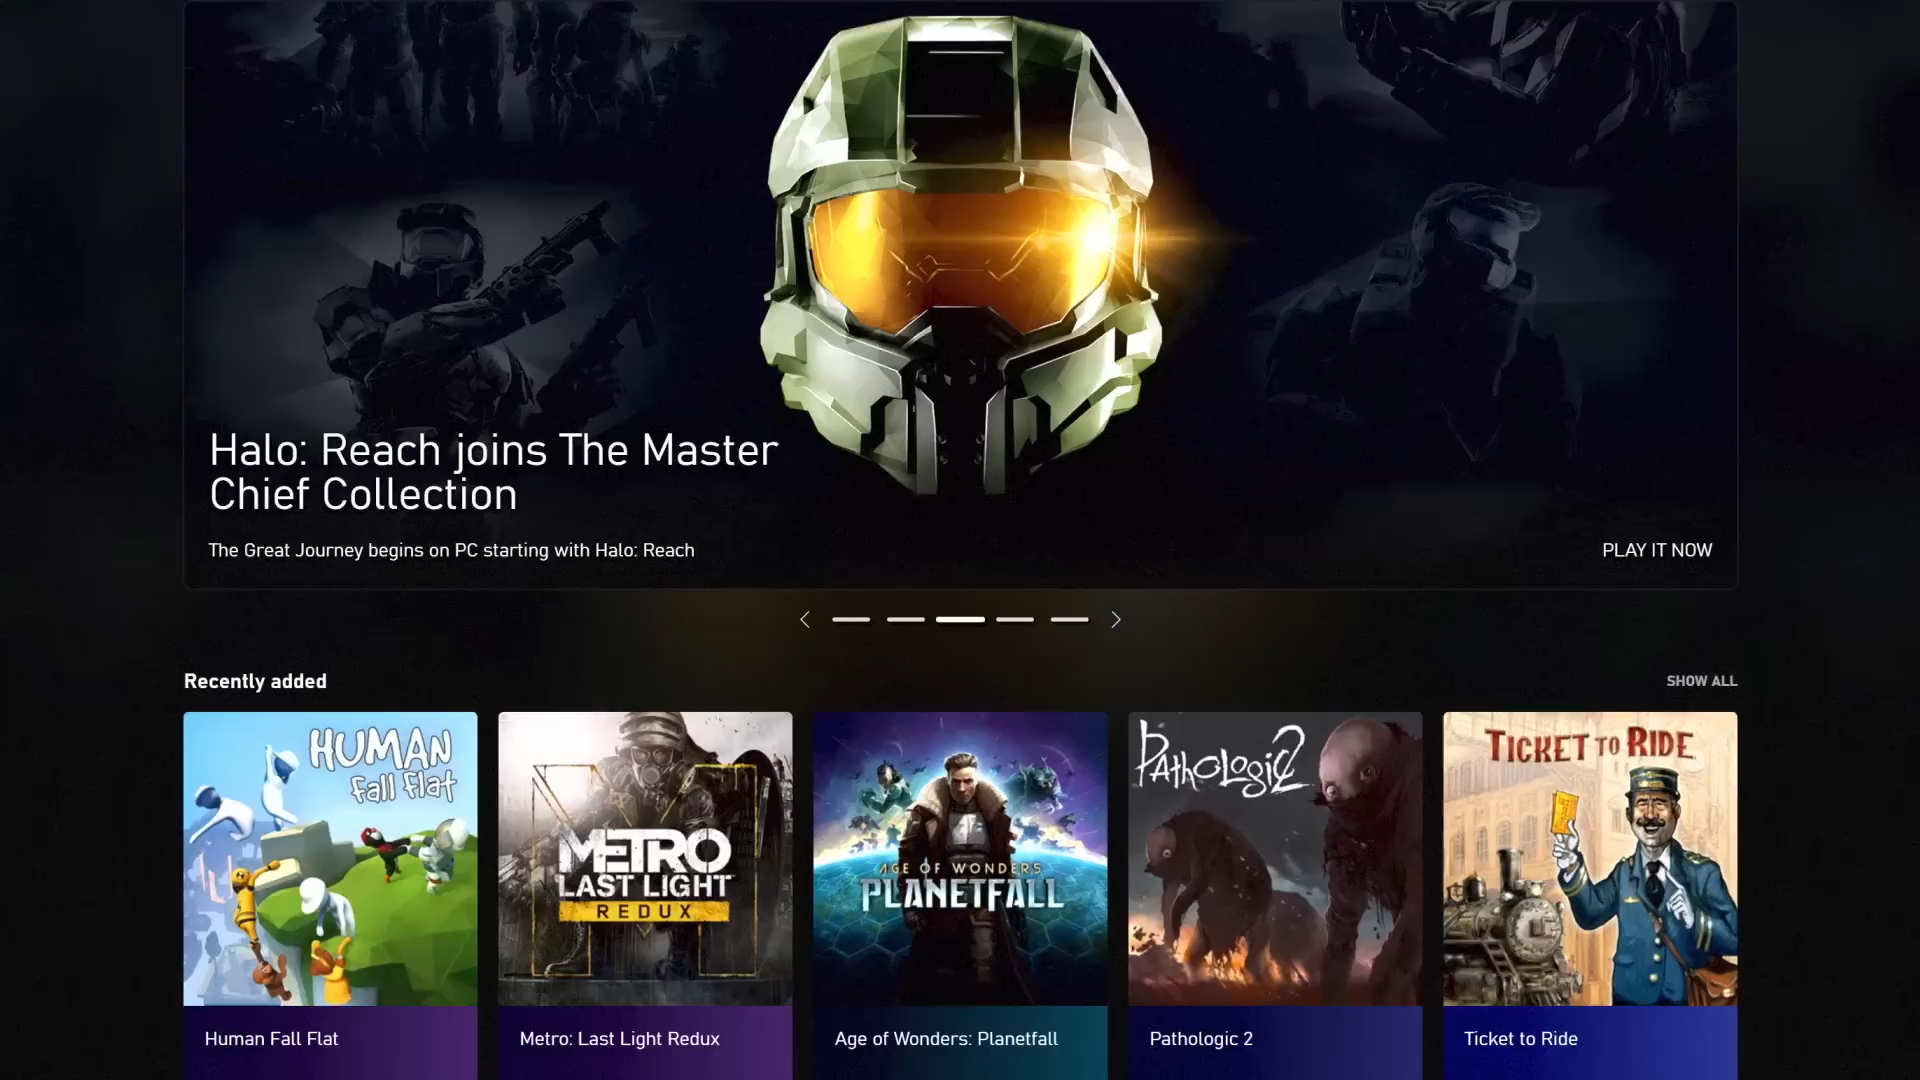 Halo: Reach joins The Master
Chief Collection
The Great Journey begins on PC starting with Halo: Reach
PLAY IT NOW
Recently added
SHOW ALL
HUMAN
fall flat
METRO
LAST LIGHT
REDUX
AGE OF WONDERS
PLANETFALL
Pathologic 2
TICKET TO RIDE
Human Fall Flat
Metro: Last Light Redux
Age of Wonders: Planetfall
Pathologic 2
Ticket to Ride